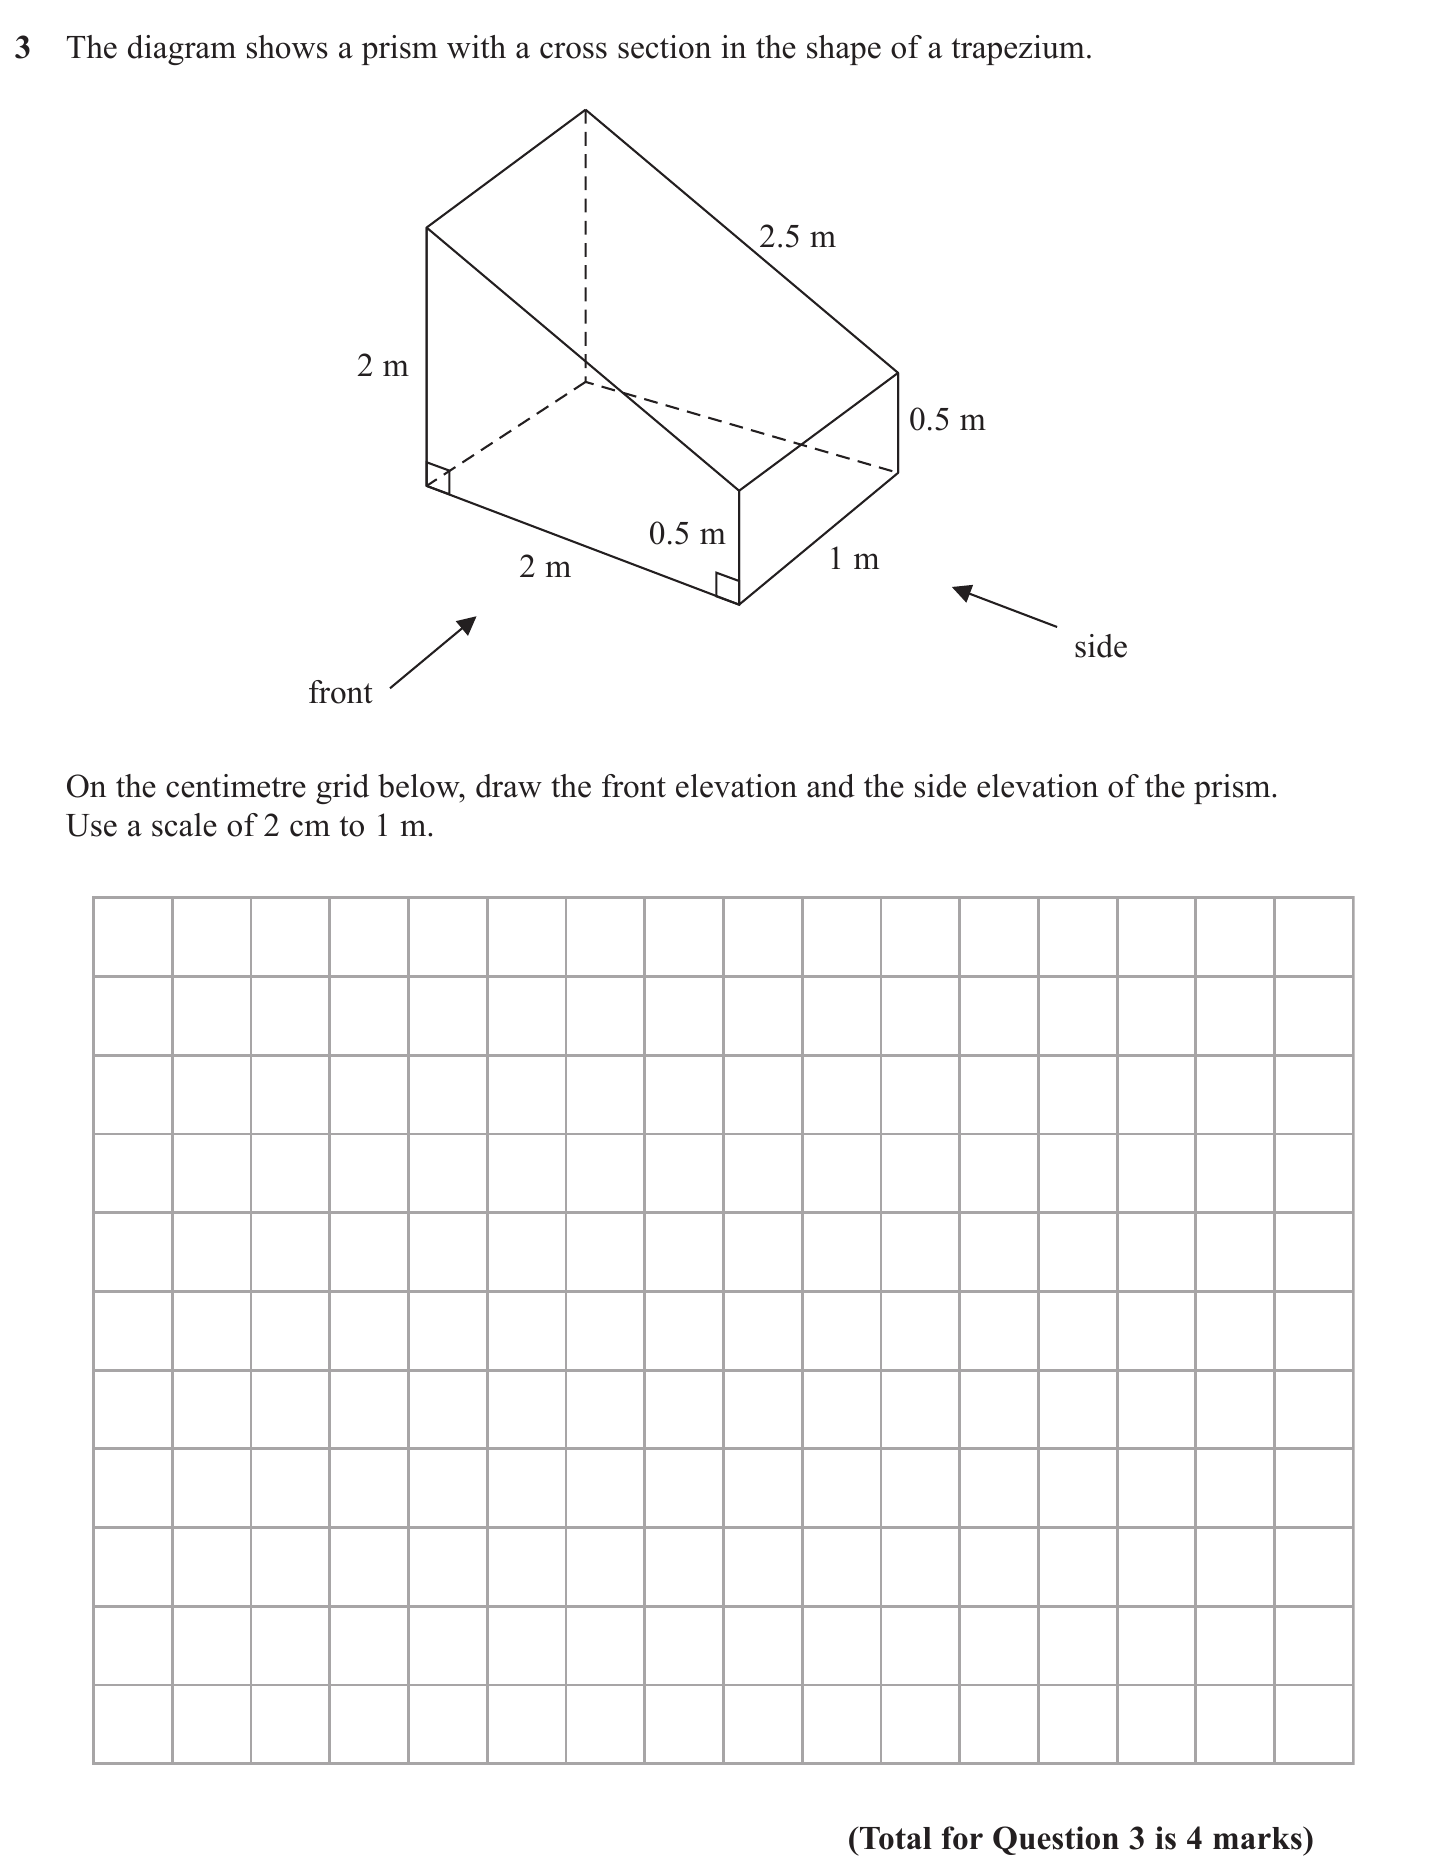 3 The diagram shows a prism with a cross section in the shape of a trapezium.
2.5 m
2 m
0.5 m
0.5 m
2 m
1 m
side
front
On the centimetre grid below, draw the front elevation and the side elevation of the prism.
Use a scale of 2 cm to 1 m.
(Total for Question 3 is 4 marks)